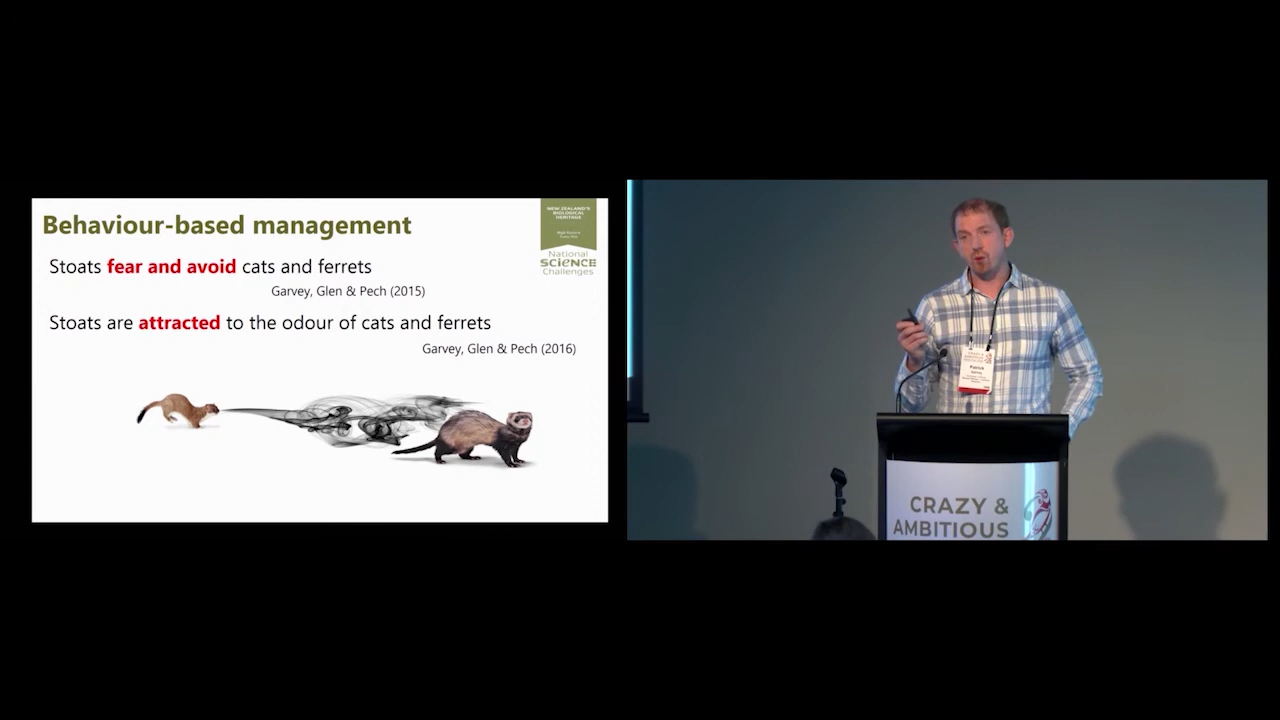 Behaviour-based management
NEW ZEALAND'S
BIOLOGICAL
HERITAGE
National
SCIENCE
Challenges
Stoats fear and avoid cats and ferrets
Garvey, Glen & Pech (2015)
Stoats are attracted to the odour of cats and ferrets
Garvey, Glen & Pech (2016)
CRAZY &
AMBITIOUS
Patrick
CRAZY &
AMBITIOUS